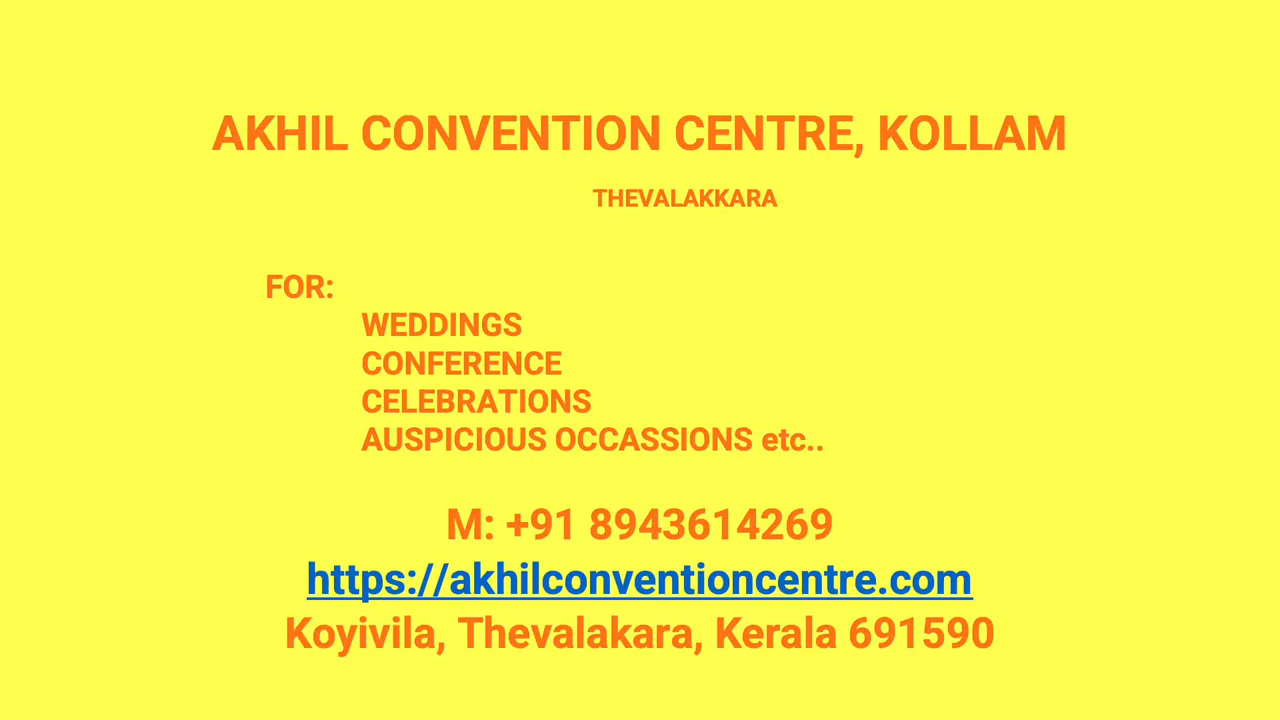 AKHIL CONVENTION CENTRE, KOLLAM
THEVALAKKARA
FOR:
WEDDINGS
CONFERENCE
CELEBRATIONS
AUSPICIOUS OCCASSIONS etc..
M: +91 8943614269
https://akhilconventioncentre.com
Koyivila, Thevalakara, Kerala 691590